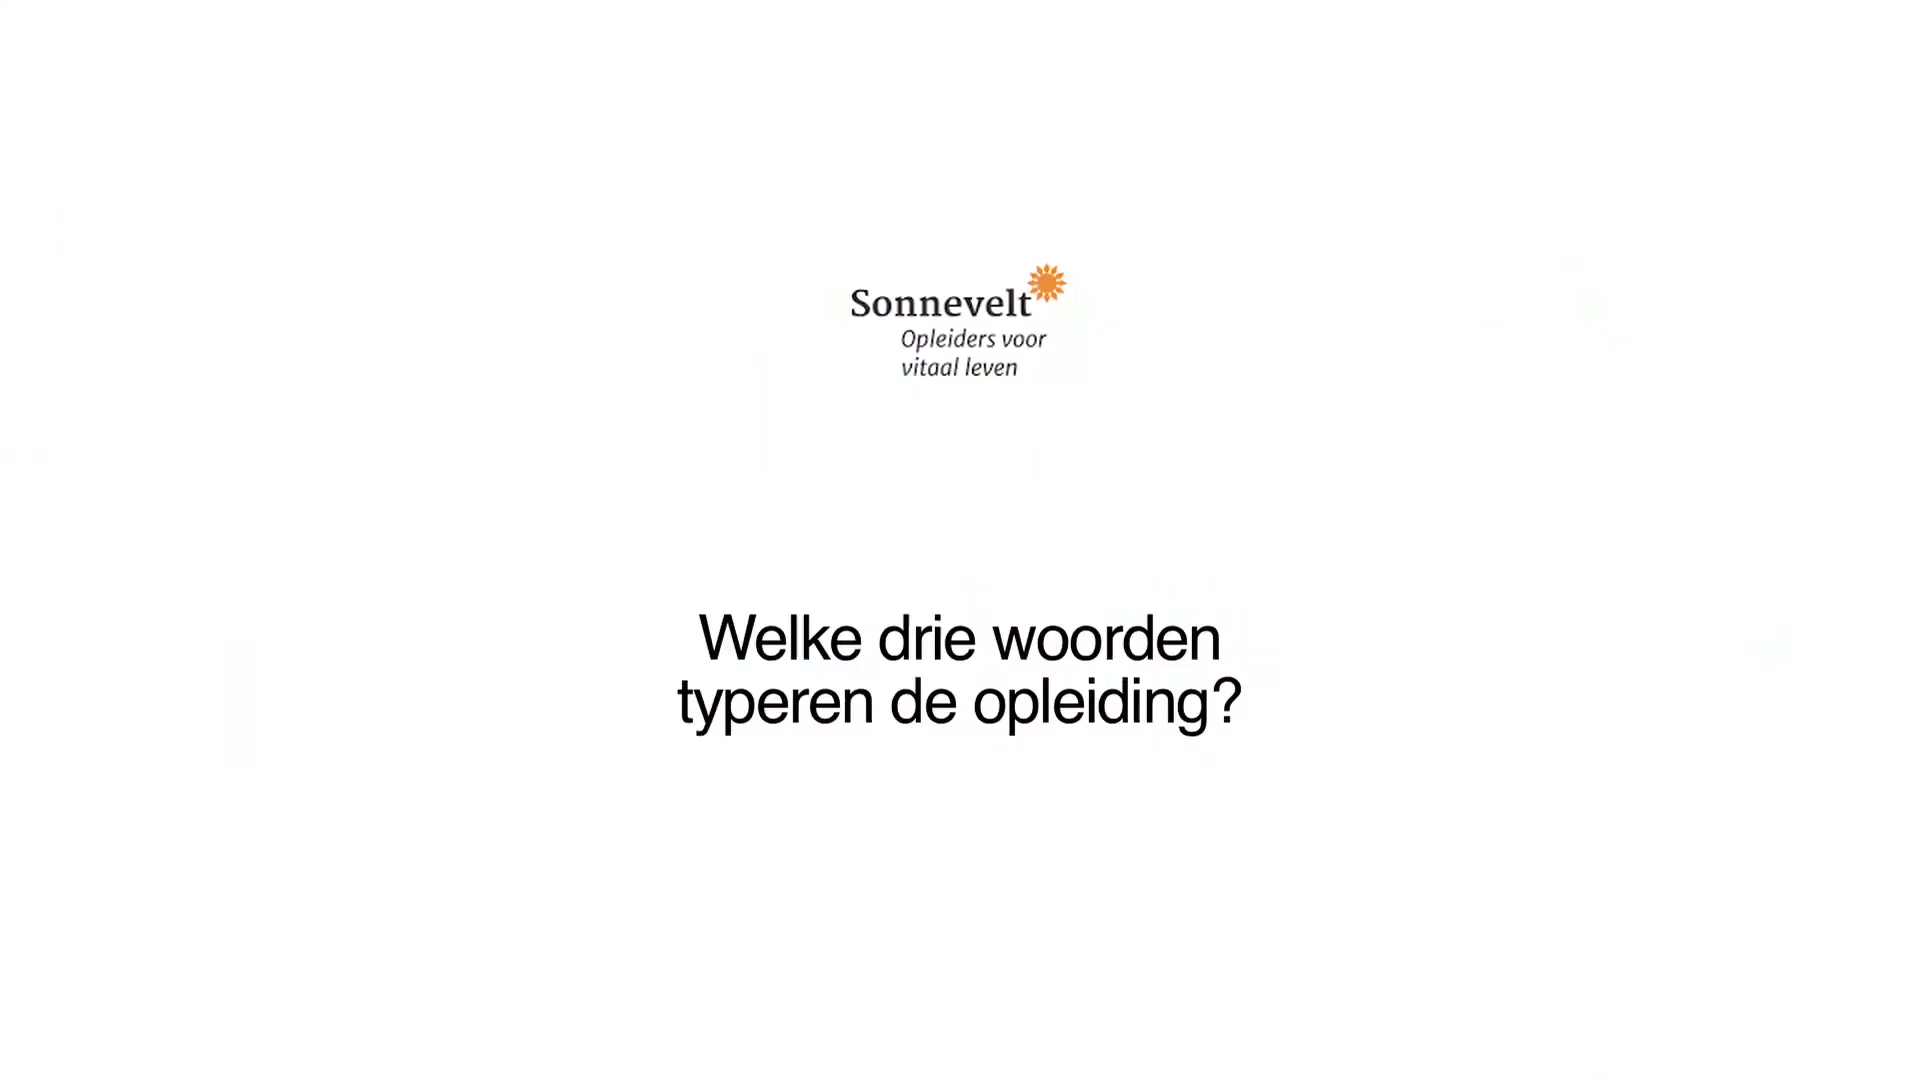 Sonnevelt
Opleiders voor
vitaal leven
Welke drie woorden
typeren de opleiding?